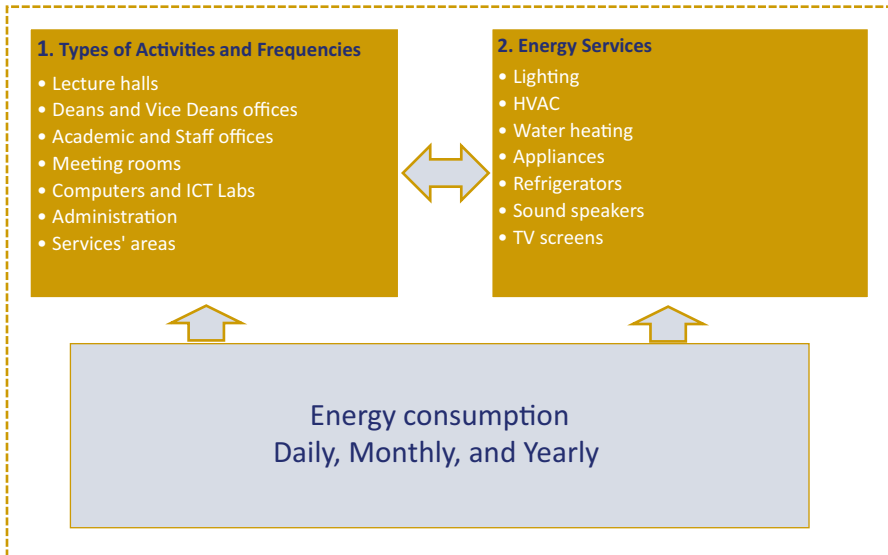 1. Types of Activities and Frequencies
• Lecture halls
• Deans and Vice Deans offices
• Academic and Staff offices
• Meeting rooms
• Computers and ICT Labs
• Administration
• Services' areas
2. Energy Services
• Lighting
• HVAC
• Water heating
• Appliances
• Refrigerators
• Sound speakers
• TV screens
Energy consumption
Daily, Monthly, and Yearly